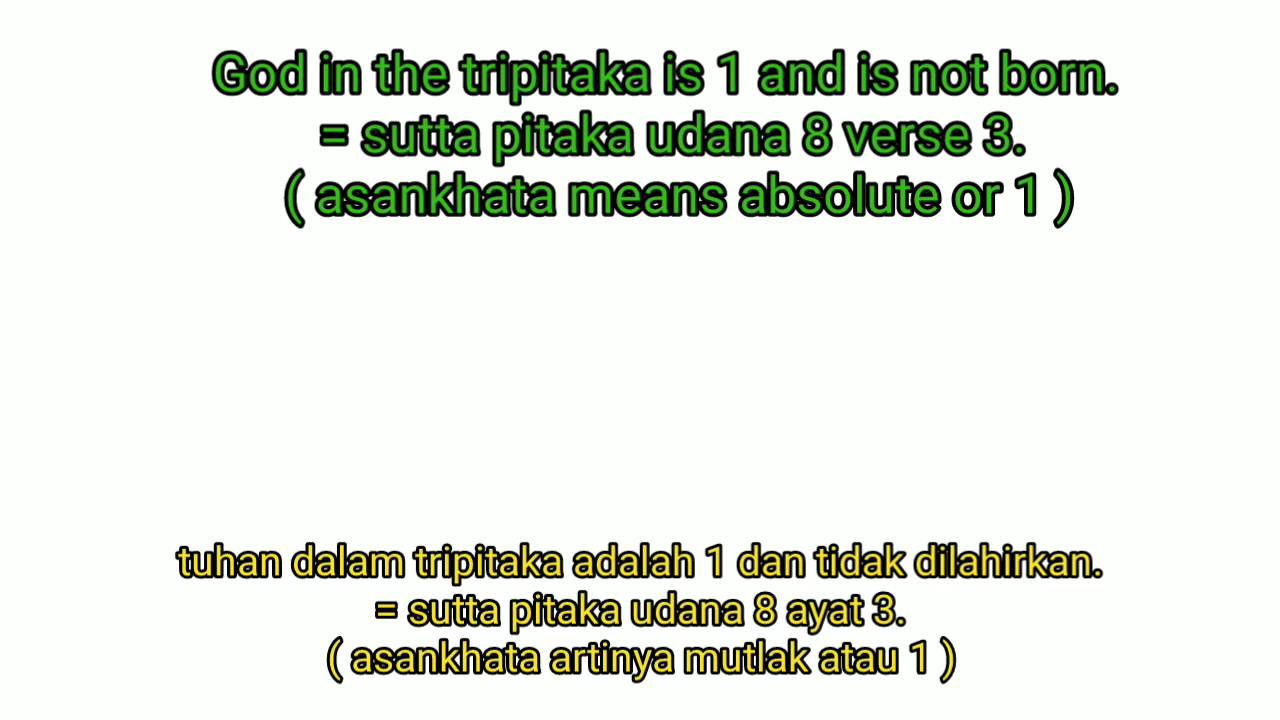 God in the tripitaka is 1 and is not born.
= sutta pitaka udana 8 verse 3.
( asankhata means absolute or 1 )
tuhan dalam tripitaka adalah 1 dan tidak dilahirkan.
= sutta pitaka udana 8 ayat 3.
( asankhata artinya mutlak atau 1 )